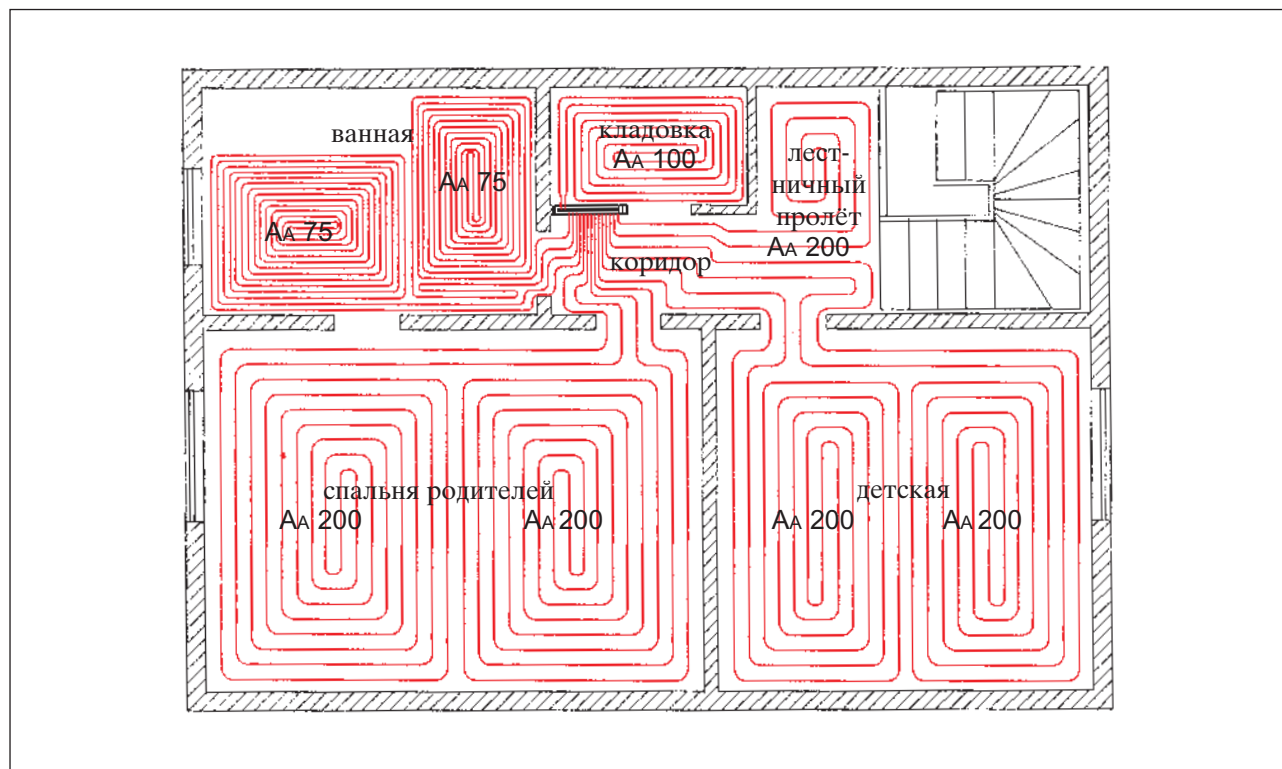 ванная
AA 75
AA 75
кладовка
AA 100
лест-
ничный
пролёт
AA 200
коридор
спальня родителей
AA 200
AA 200
детская
AA 200
AA 200